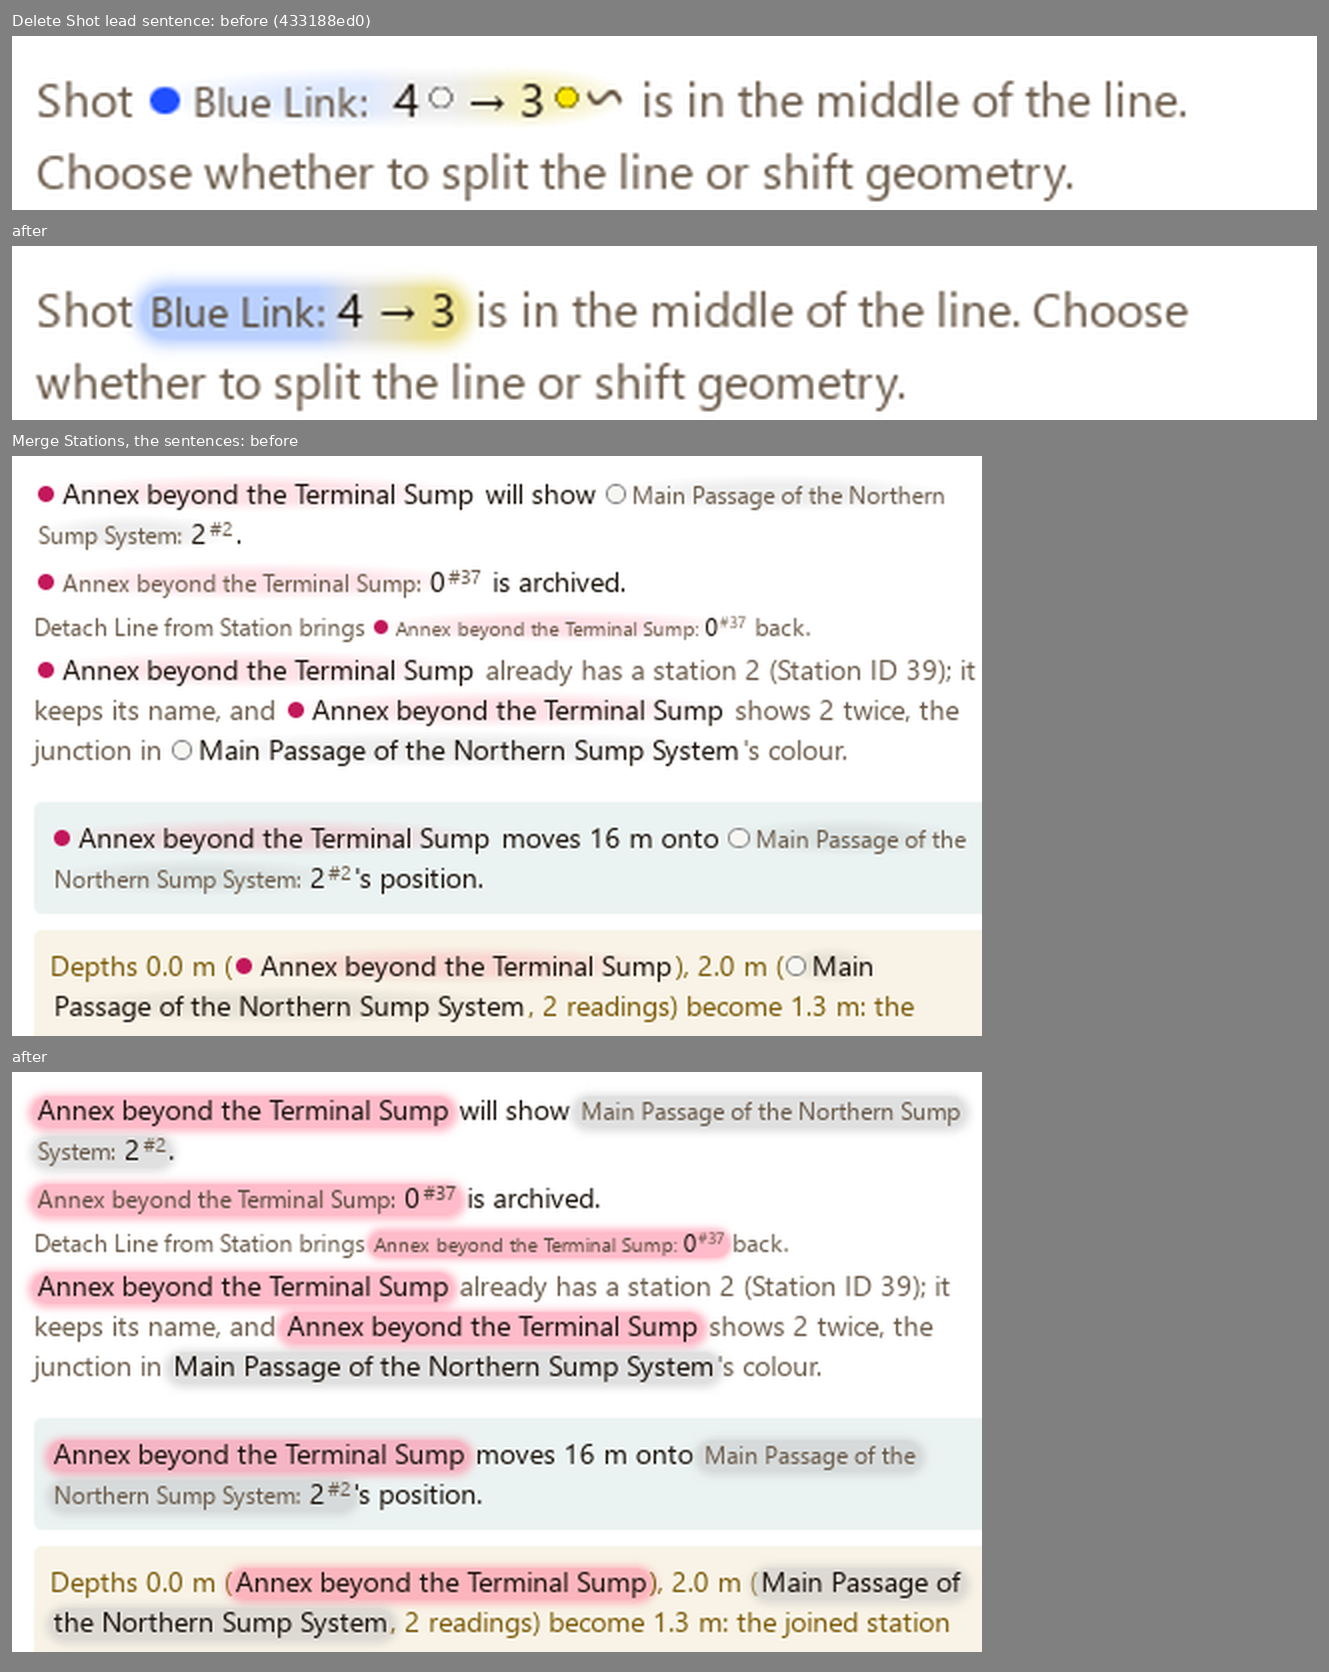 Delete Shot lead sentence: before (433188ed0)
Shot Blue Link: 4 → 3 is in the middle of the line.
Choose whether to split the line or shift geometry.
after
Shot Blue Link: 4 → 3 is in the middle of the line. Choose
whether to split the line or shift geometry.
Merge Stations, the sentences: before
Annex beyond the Terminal Sump will show Main Passage of the Northern
Sump System: 2 #2.
Annex beyond the Terminal Sump: 0 #37 is archived.
Detach Line from Station brings Annex beyond the Terminal Sump: 0#37 back.
Annex beyond the Terminal Sump already has a station 2 (Station ID 39); it
keeps its name, and Annex beyond the Terminal Sump shows 2 twice, the
junction in Main Passage of the Northern Sump System's colour.
Annex beyond the Terminal Sump moves 16 m onto Main Passage of the
Northern Sump System: 2 #2's position.
Depths 0.0 m (Annex beyond the Terminal Sump), 2.0 m (Main
Passage of the Northern Sump System, 2 readings) become 1.3 m: the
after
Annex beyond the Terminal Sump will show Main Passage of the Northern Sump
System: 2 #2.
Annex beyond the Terminal Sump: 0 #37 is archived.
Detach Line from Station brings Annex beyond the Terminal Sump: 0#37 back.
Annex beyond the Terminal Sump already has a station 2 (Station ID 39); it
keeps its name, and Annex beyond the Terminal Sump shows 2 twice, the
junction in Main Passage of the Northern Sump System's colour.
Annex beyond the Terminal Sump moves 16 m onto Main Passage of the
Northern Sump System: 2 #2's position.
Depths 0.0 m (Annex beyond the Terminal Sump), 2.0 m (Main Passage of
the Northern Sump System, 2 readings) become 1.3 m: the joined station